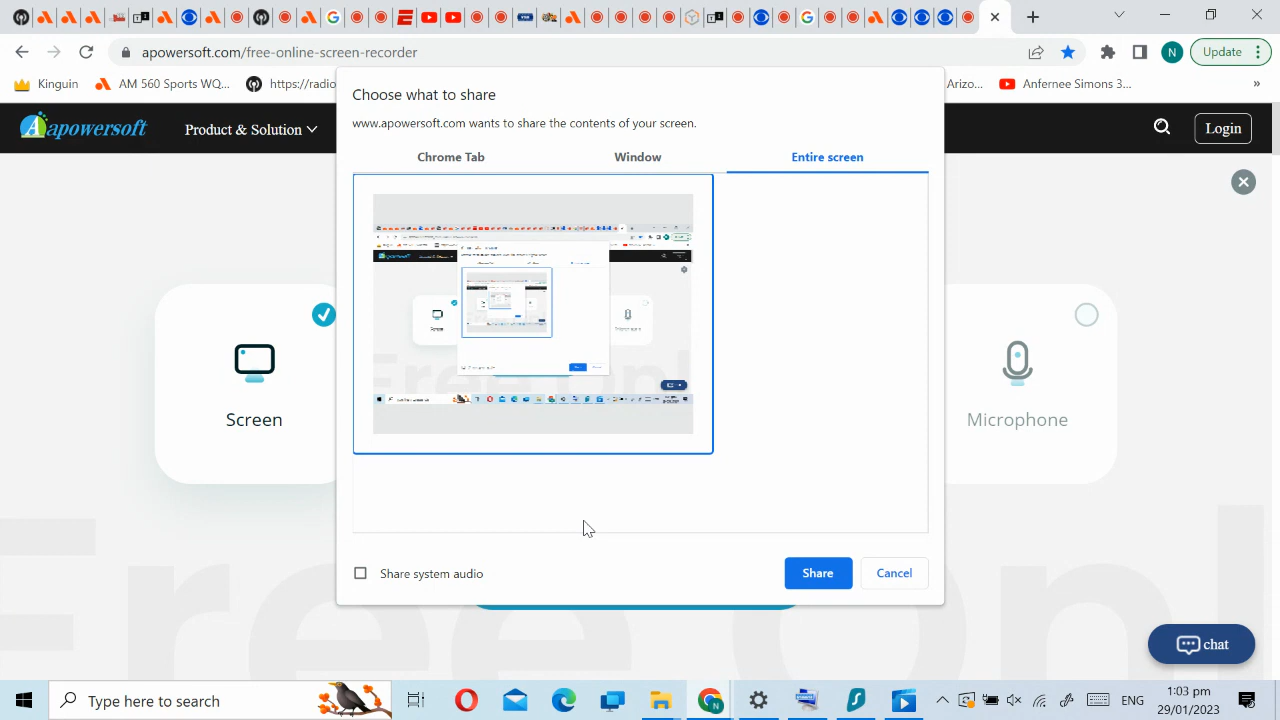 apowersoft.com/free-online-screen-recorder
N
Update
Kinguin
AM 560 Sports WQ...
https://radio
Arizo...
Anfernee Simons 3...
»
apowersoft
Product & Solution
Login
Choose what to share
www.apowersoft.com wants to share the contents of your screen.
Chrome Tab
Window
Entire screen
Screen
Microphone
Share system audio
Share
Cancel
Free Onl
chat
Type here to search
ENG
1:03 pm
29/01/2023